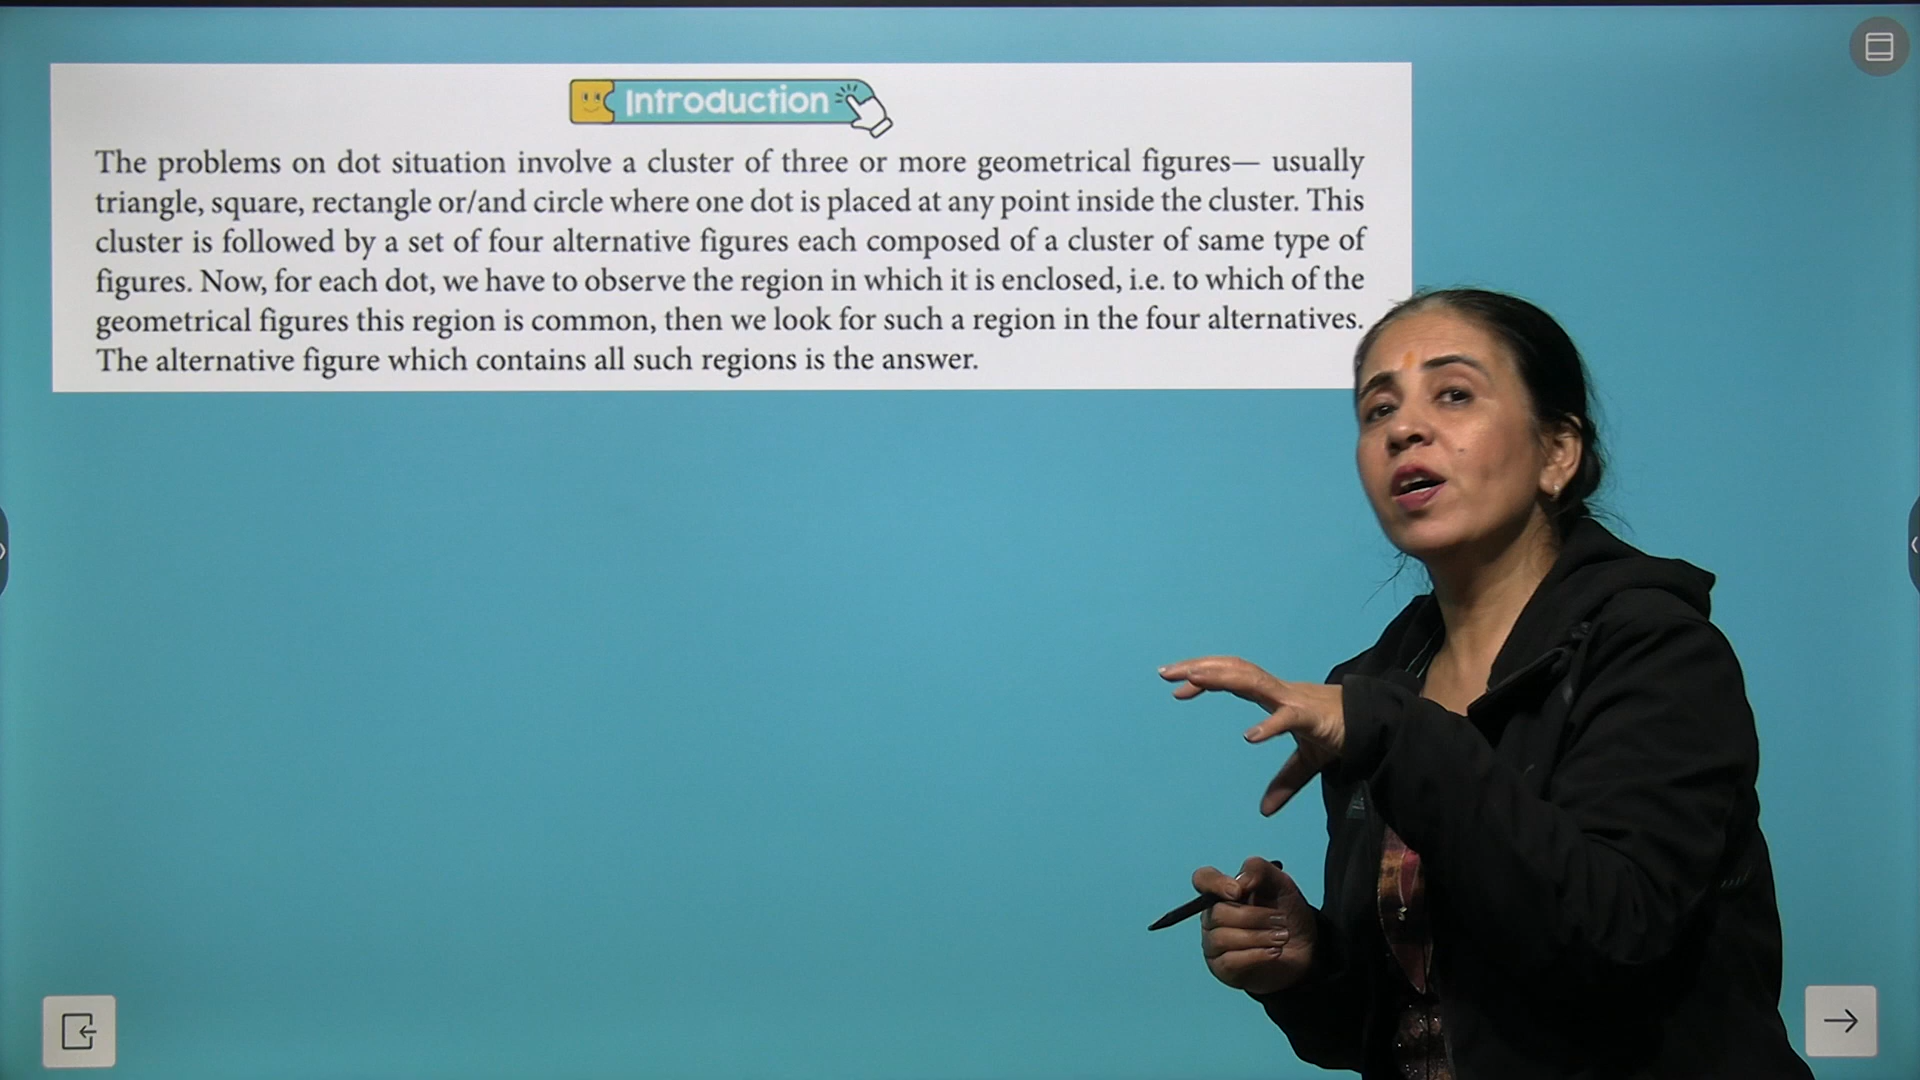 Introduction
The problems on dot situation involve a cluster of three or more geometrical figures— usually
triangle, square, rectangle or/and circle where one dot is placed at any point inside the cluster. This
cluster is followed by a set of four alternative figures each composed of a cluster of same type of
figures. Now, for each dot, we have to observe the region in which it is enclosed, i.e. to which of the
geometrical figures this region is common, then we look for such a region in the four alternatives.
The alternative figure which contains all such regions is the answer.